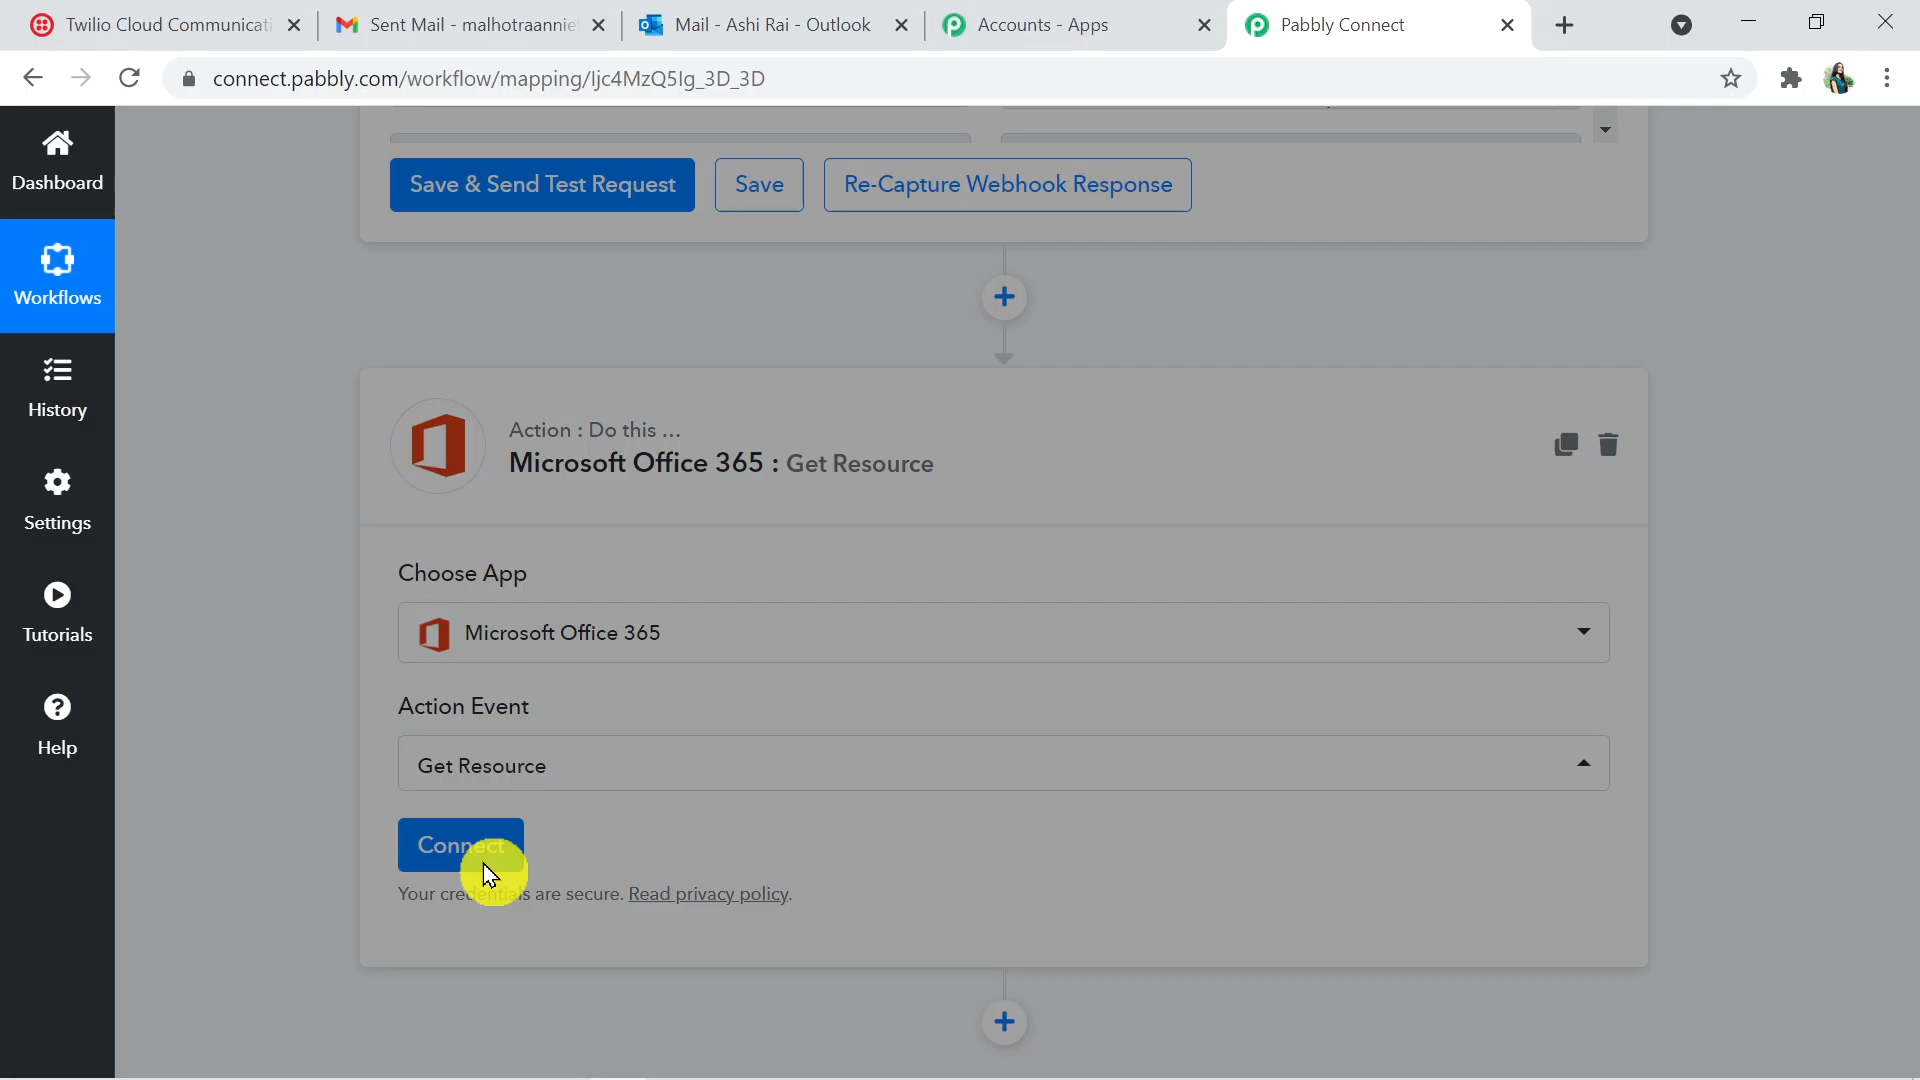 Twilio Cloud Communicati
Sent Mail - malhotraannie
Mail - Ashi Rai - Outlook
Accounts - Apps
Pabbly Connect
connect.pabbly.com/workflow/mapping/Ijc4MzQ5Ig_3D_3D
Dashboard
Workflows
History
Settings
Tutorials
Help
Save & Send Test Request
Save
Re-Capture Webhook Response
Action : Do this ...
Microsoft Office 365 : Get Resource
Choose App
Microsoft Office 365
Action Event
Get Resource
Connect
Your credentials are secure. Read privacy policy.